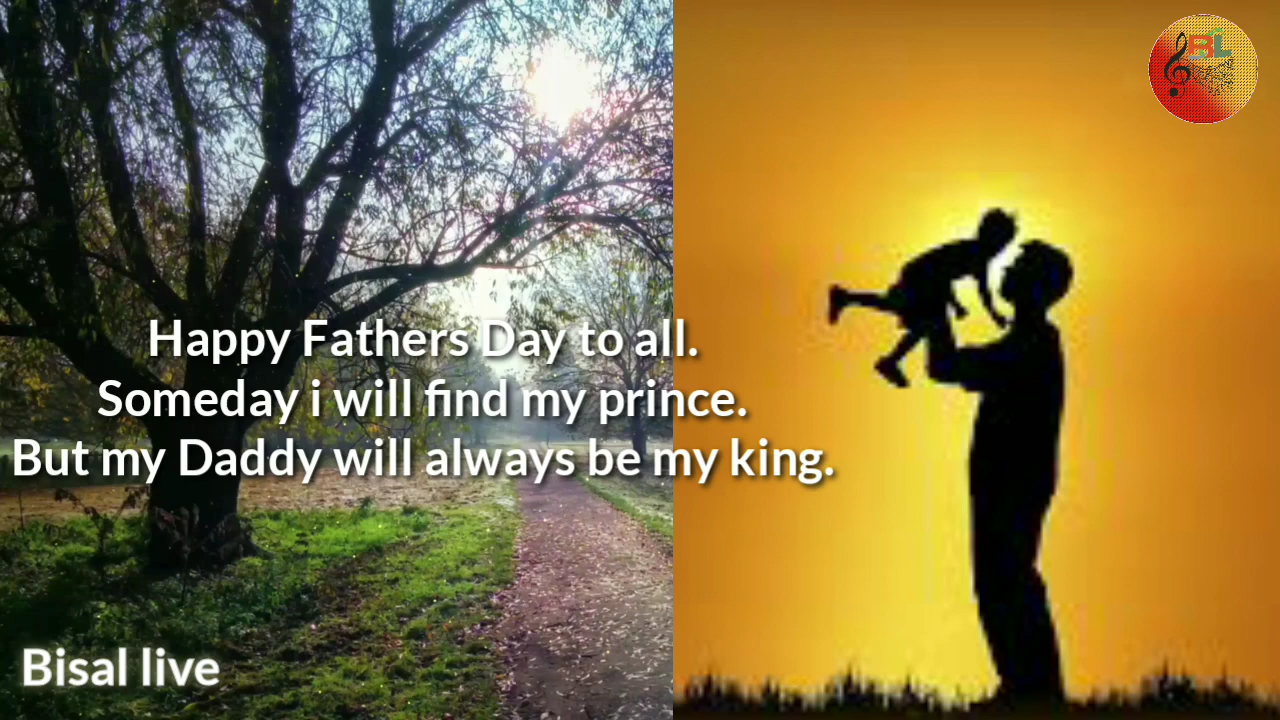 BL
Happy Fathers Day to all.
Someday i will find my prince.
But my Daddy will always be my king.
Bisal live